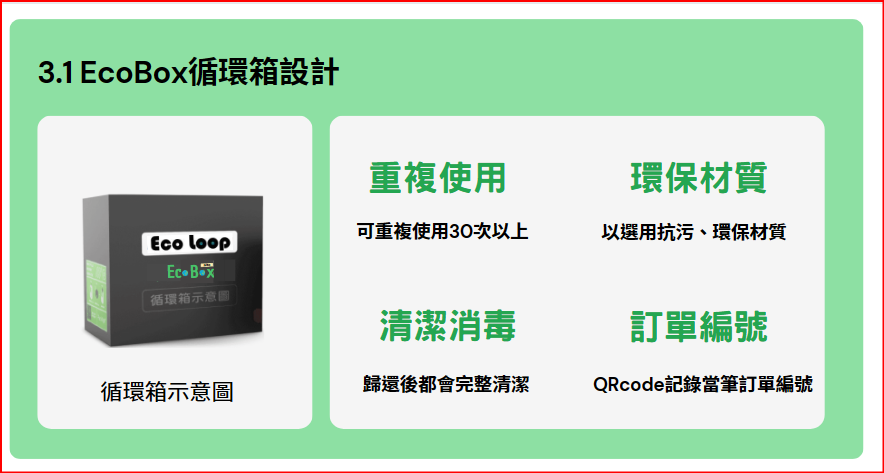 3.1 EcoBox循環箱設計
Eco Loop
EcoBox
循環箱示意圖
循環箱示意圖
重複使用
可重複使用30次以上
環保材質
以選用抗污、環保材質
清潔消毒
歸還後都會完整清潔
訂單編號
QRcode記錄當筆訂單編號